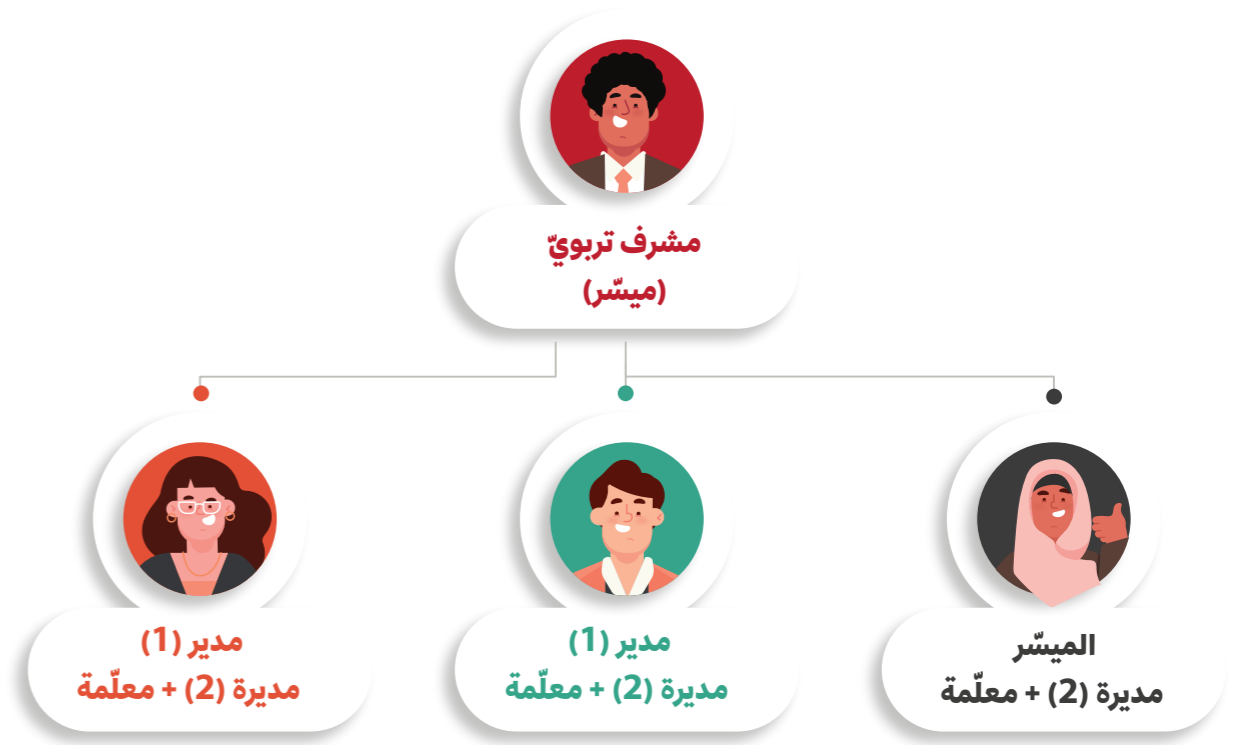 مشرف تربويّ
(ميسّر)
الميسّر
مديرة (2) + معلّمة
مدير (1)
مديرة (2) + معلّمة
مدير (1)
مديرة (2) + معلّمة